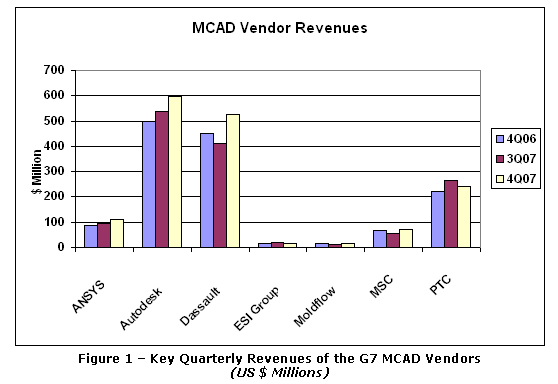 MCAD Vendor Revenues
700
600
500
400
300
200
100
0
$ Million
ANSYS
Autodesk
Dassault
ESI Group
Moldflow
MSC
PTC
4Q06
3Q07
4Q07
Figure 1 – Key Quarterly Revenues of the G7 MCAD Vendors
(US $ Millions)